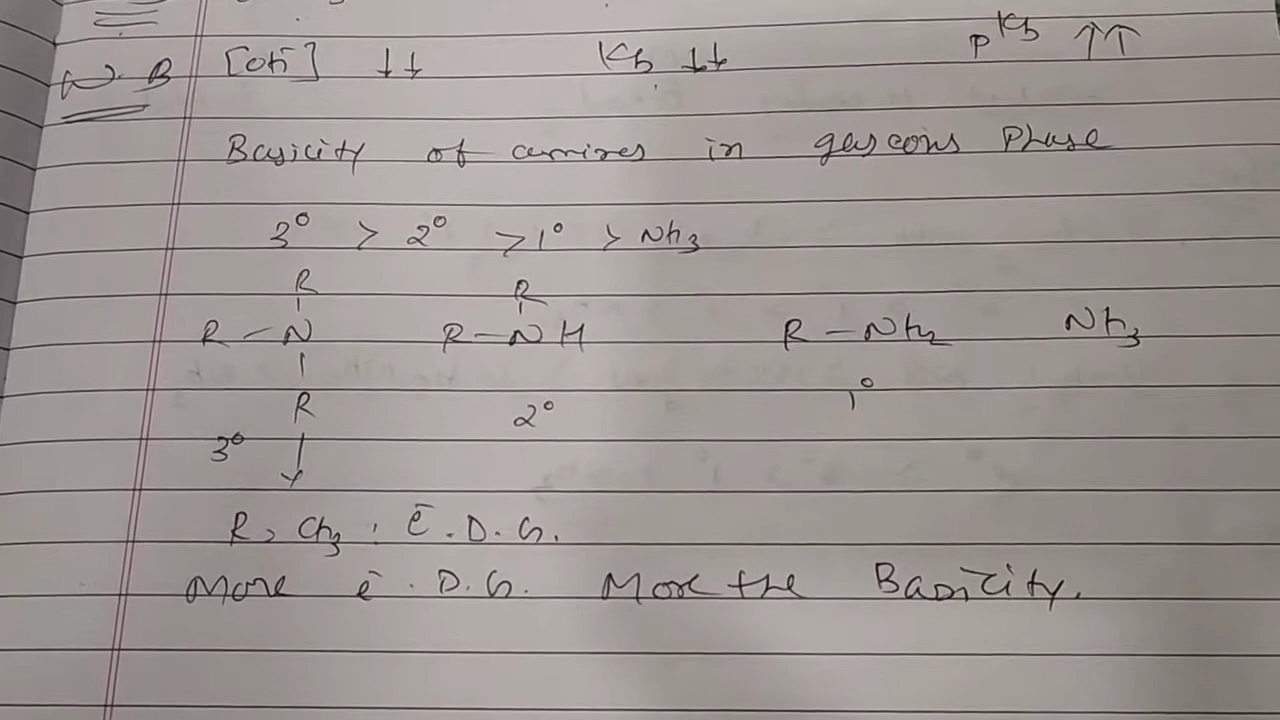 W.B [OH⁻] ↓↓ Kb ↓↓ pKb ↑↑
Basicity of amines in gaseous Phase
3° > 2° > 1° > NH3
R R
R-N R-NH R-NH2 NH3
R 2° 1°
3°
R, CH3 : e̅.D.G.
More e̅.D.G. More the Basicity.